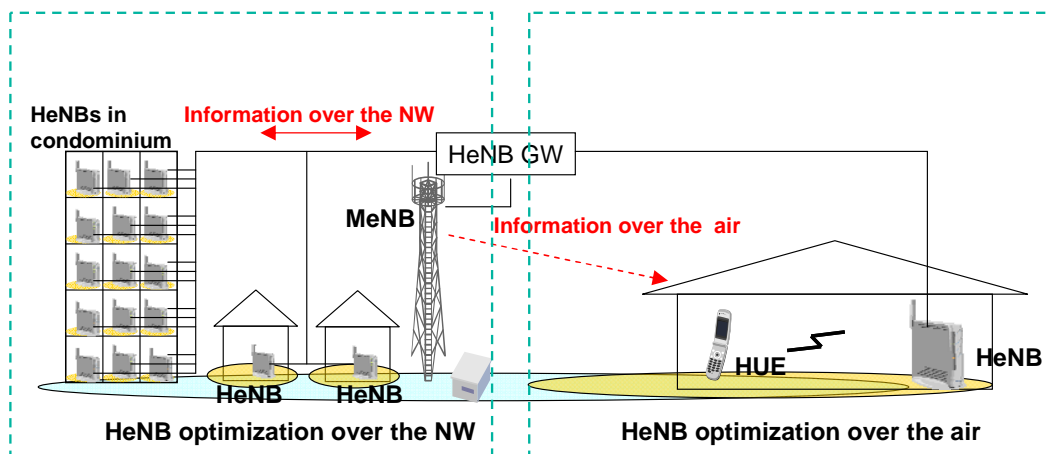 HeNBs in
condominium
Information over the NW
HeNB GW
MeNB
Information over the air
HUE
HeNB
HeNB
HeNB
HeNB optimization over the NW
HeNB optimization over the air